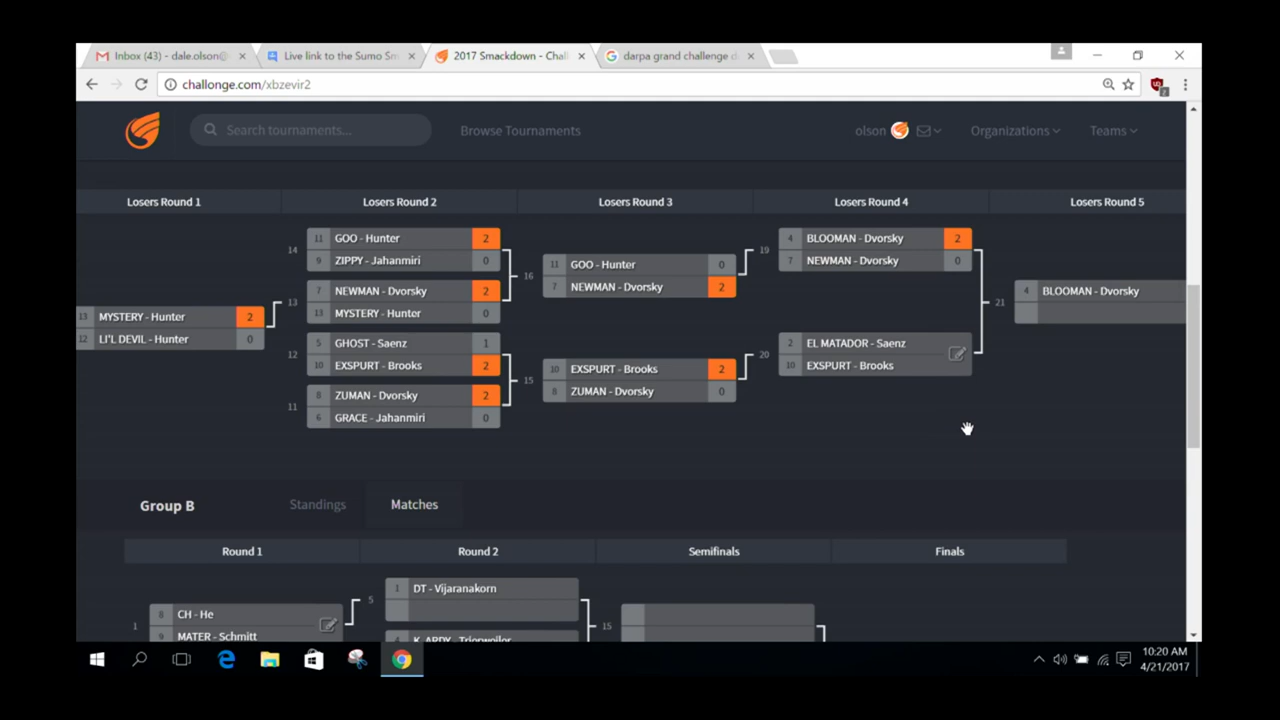 Inbox (43) - dale.olson@
Live link to the Sumo Sm
2017 Smackdown - Chall
darpa grand challenge d
challonge.com/xbzevir2
Search tournaments...
Browse Tournaments
olson
Organizations
Teams
Losers Round 1
Losers Round 2
Losers Round 3
Losers Round 4
Losers Round 5
13 MYSTERY - Hunter 2
12 LI'L DEVIL - Hunter 0
14
11 GOO - Hunter 2
9 ZIPPY - Jahanmiri 0
13
7 NEWMAN - Dvorsky 2
13 MYSTERY - Hunter 0
12
5 GHOST - Saenz 1
10 EXSPURT - Brooks 2
11
8 ZUMAN - Dvorsky 2
6 GRACE - Jahanmiri 0
16
11 GOO - Hunter 0
7 NEWMAN - Dvorsky 2
15
10 EXSPURT - Brooks 2
8 ZUMAN - Dvorsky 0
19
4 BLOOMAN - Dvorsky 2
7 NEWMAN - Dvorsky 0
20
2 EL MATADOR - Saenz
10 EXSPURT - Brooks
21
4 BLOOMAN - Dvorsky
Group B
Standings
Matches
Round 1
Round 2
Semifinals
Finals
1
8 CH - He
9 MATER - Schmitt
5
1 DT - Vijaranakorn
4 K_ARDY - Trierweiler
15
10:20 AM
4/21/2017